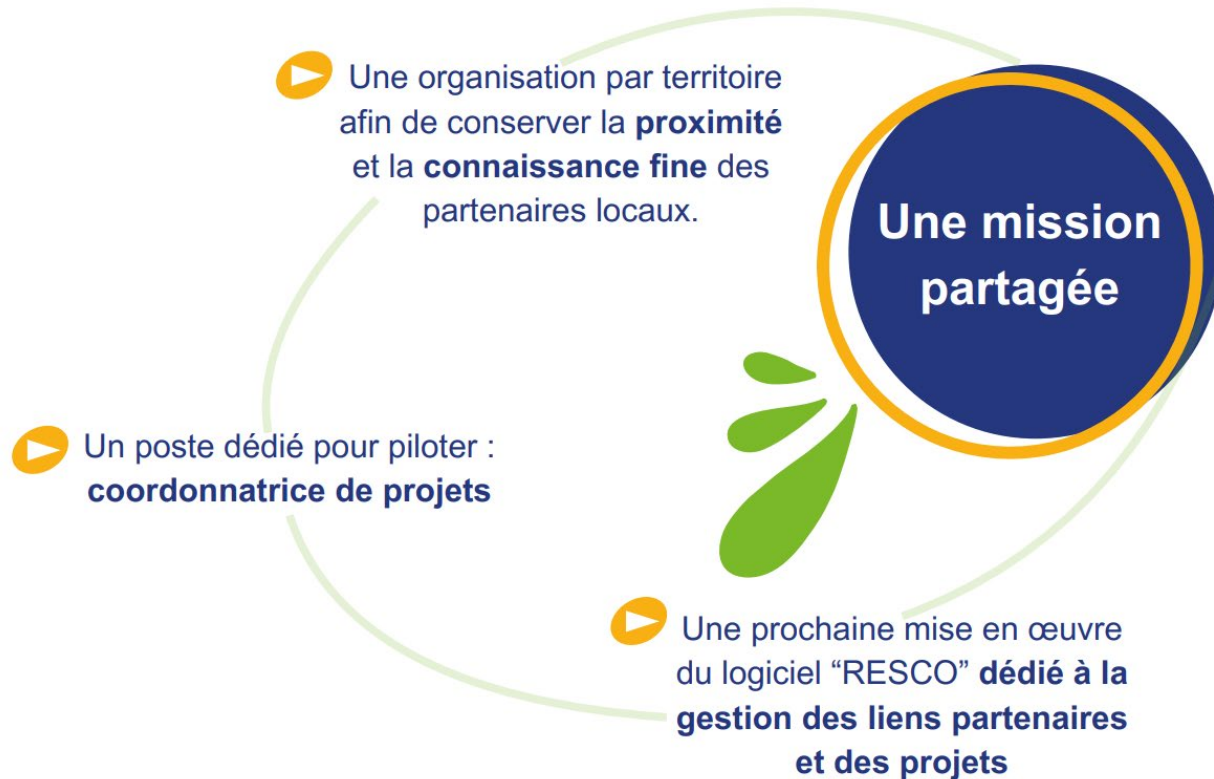 Une organisation par territoire
afin de conserver la proximité
et la connaissance fine des
partenaires locaux.
Une mission
partagée
Un poste dédié pour piloter :
coordonnatrice de projets
Une prochaine mise en œuvre
du logiciel “RESCO” dédié à la
gestion des liens partenaires
et des projets